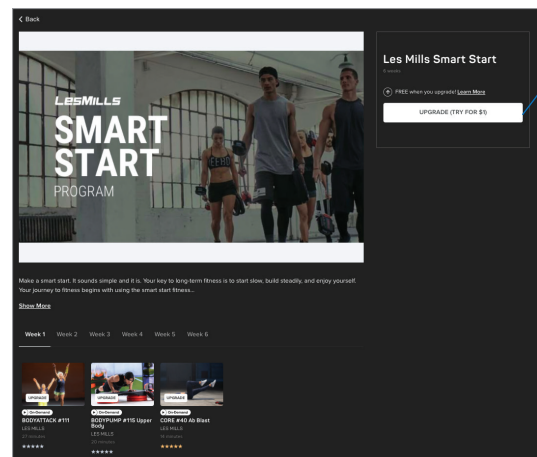 Back
LESMILLS
SMART
START
PROGRAM
Les Mills Smart Start
6 weeks
FREE when you upgrade! Learn More
UPGRADE (TRY FOR $1)
Make a smart start. It sounds simple and it is. Your key to long-term fitness is to start slow, build steadily, and enjoy yourself.
Your journey to fitness begins with using the smart start fitness...
Show More
Week 1 Week 2 Week 3 Week 4 Week 5 Week 6
UPGRADE UPGRADE UPGRADE
On-Demand On-Demand On-Demand
BODYATTACK #111
LES MILLS
27 minutes
BODYPUMP #115 Upper
Body
LES MILLS
20 minutes
CORE #40 Ab Blast
LES MILLS